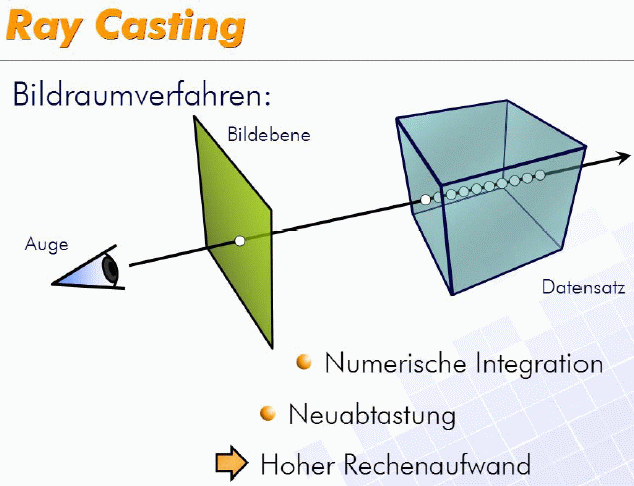 Ray Casting
Bildraumverfahren:
Bildebene
Auge
Datensatz
Numerische Integration
Neuabtastung
Hoher Rechenaufwand